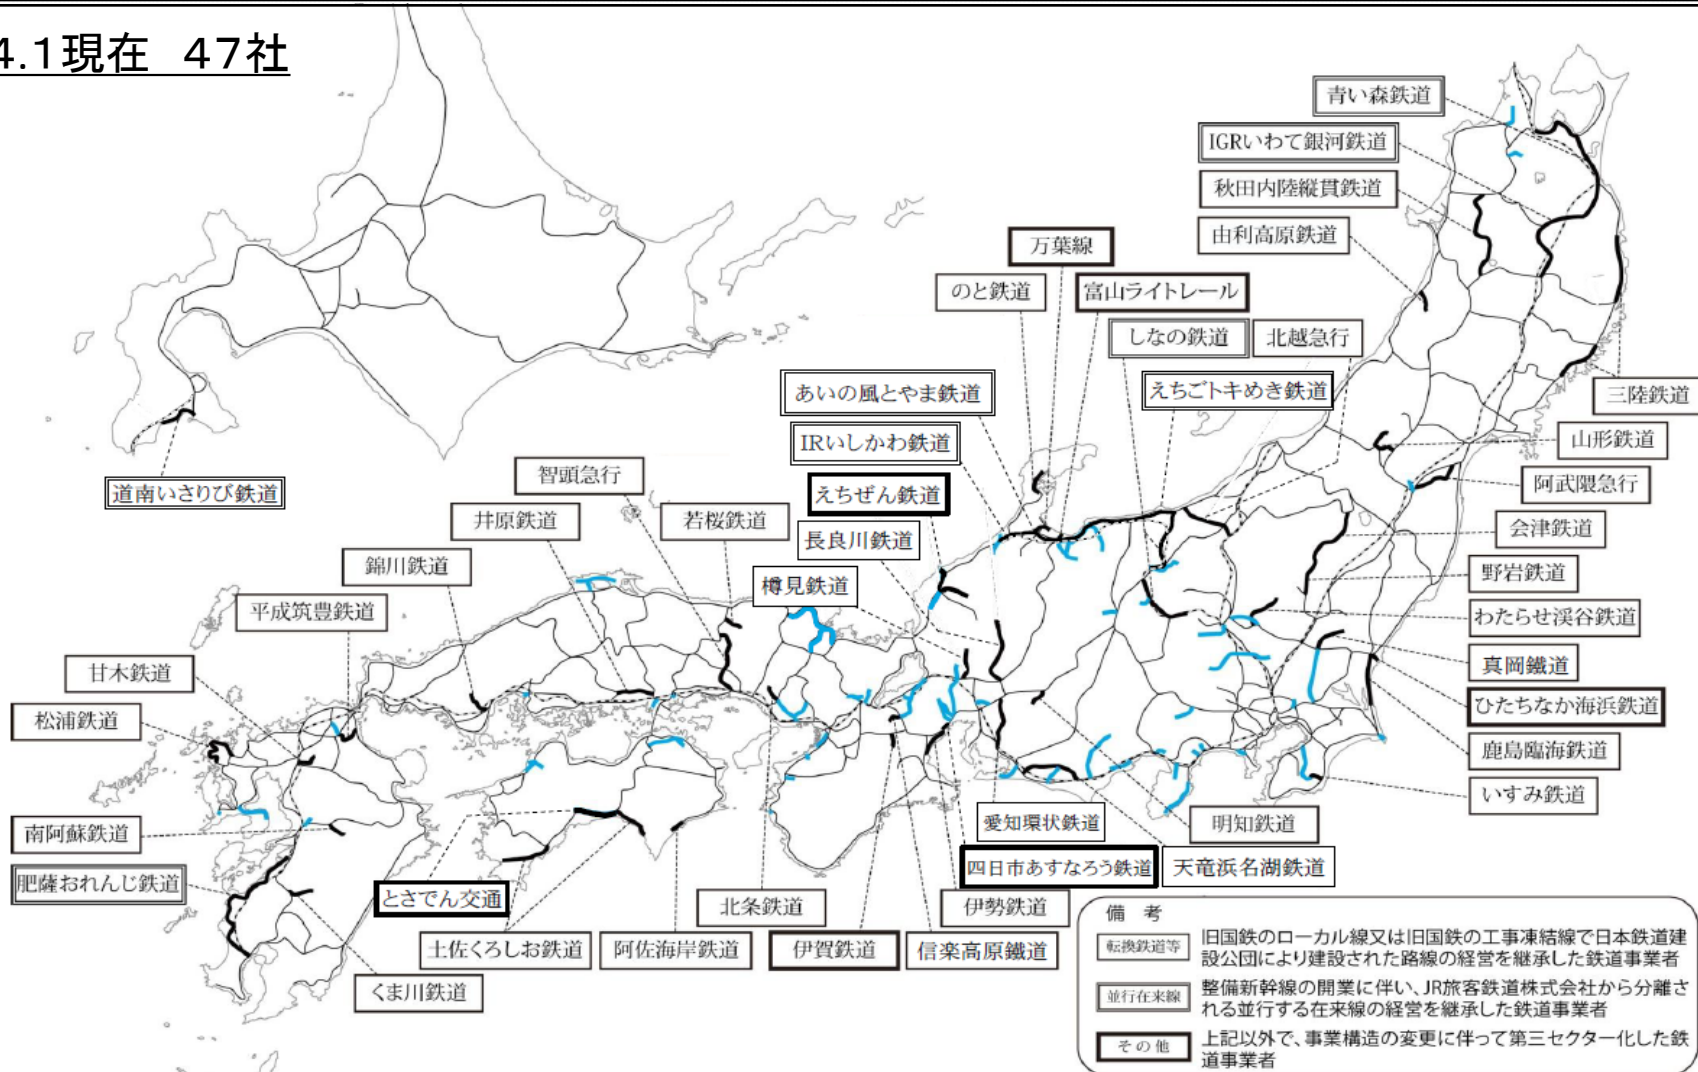 4.1現在　47社
青い森鉄道
IGRいわて銀河鉄道
秋田内陸縦貫鉄道
由利高原鉄道
万葉線
のと鉄道
富山ライトレール
しなの鉄道
北越急行
あいの風とやま鉄道
えちごトキめき鉄道
三陸鉄道
IRいしかわ鉄道
山形鉄道
智頭急行
えちぜん鉄道
阿武隈急行
道南いさりび鉄道
井原鉄道
若桜鉄道
長良川鉄道
会津鉄道
錦川鉄道
樽見鉄道
野岩鉄道
平成筑豊鉄道
わたらせ渓谷鉄道
甘木鉄道
真岡鐵道
松浦鉄道
ひたちなか海浜鉄道
鹿島臨海鉄道
いすみ鉄道
南阿蘇鉄道
愛知環状鉄道
明知鉄道
肥薩おれんじ鉄道
四日市あすなろう鉄道
天竜浜名湖鉄道
とさでん交通
北条鉄道
伊勢鉄道
土佐くろしお鉄道
阿佐海岸鉄道
伊賀鉄道
信楽高原鐵道
くま川鉄道
備　考
転換鉄道等
旧国鉄のローカル線又は旧国鉄の工事凍結線で日本鉄道建
設公団により建設された路線の経営を継承した鉄道事業者
並行在来線
整備新幹線の開業に伴い、JR旅客鉄道株式会社から分離さ
れる並行する在来線の経営を継承した鉄道事業者
その他
上記以外で、事業構造の変更に伴って第三セクター化した鉄
道事業者